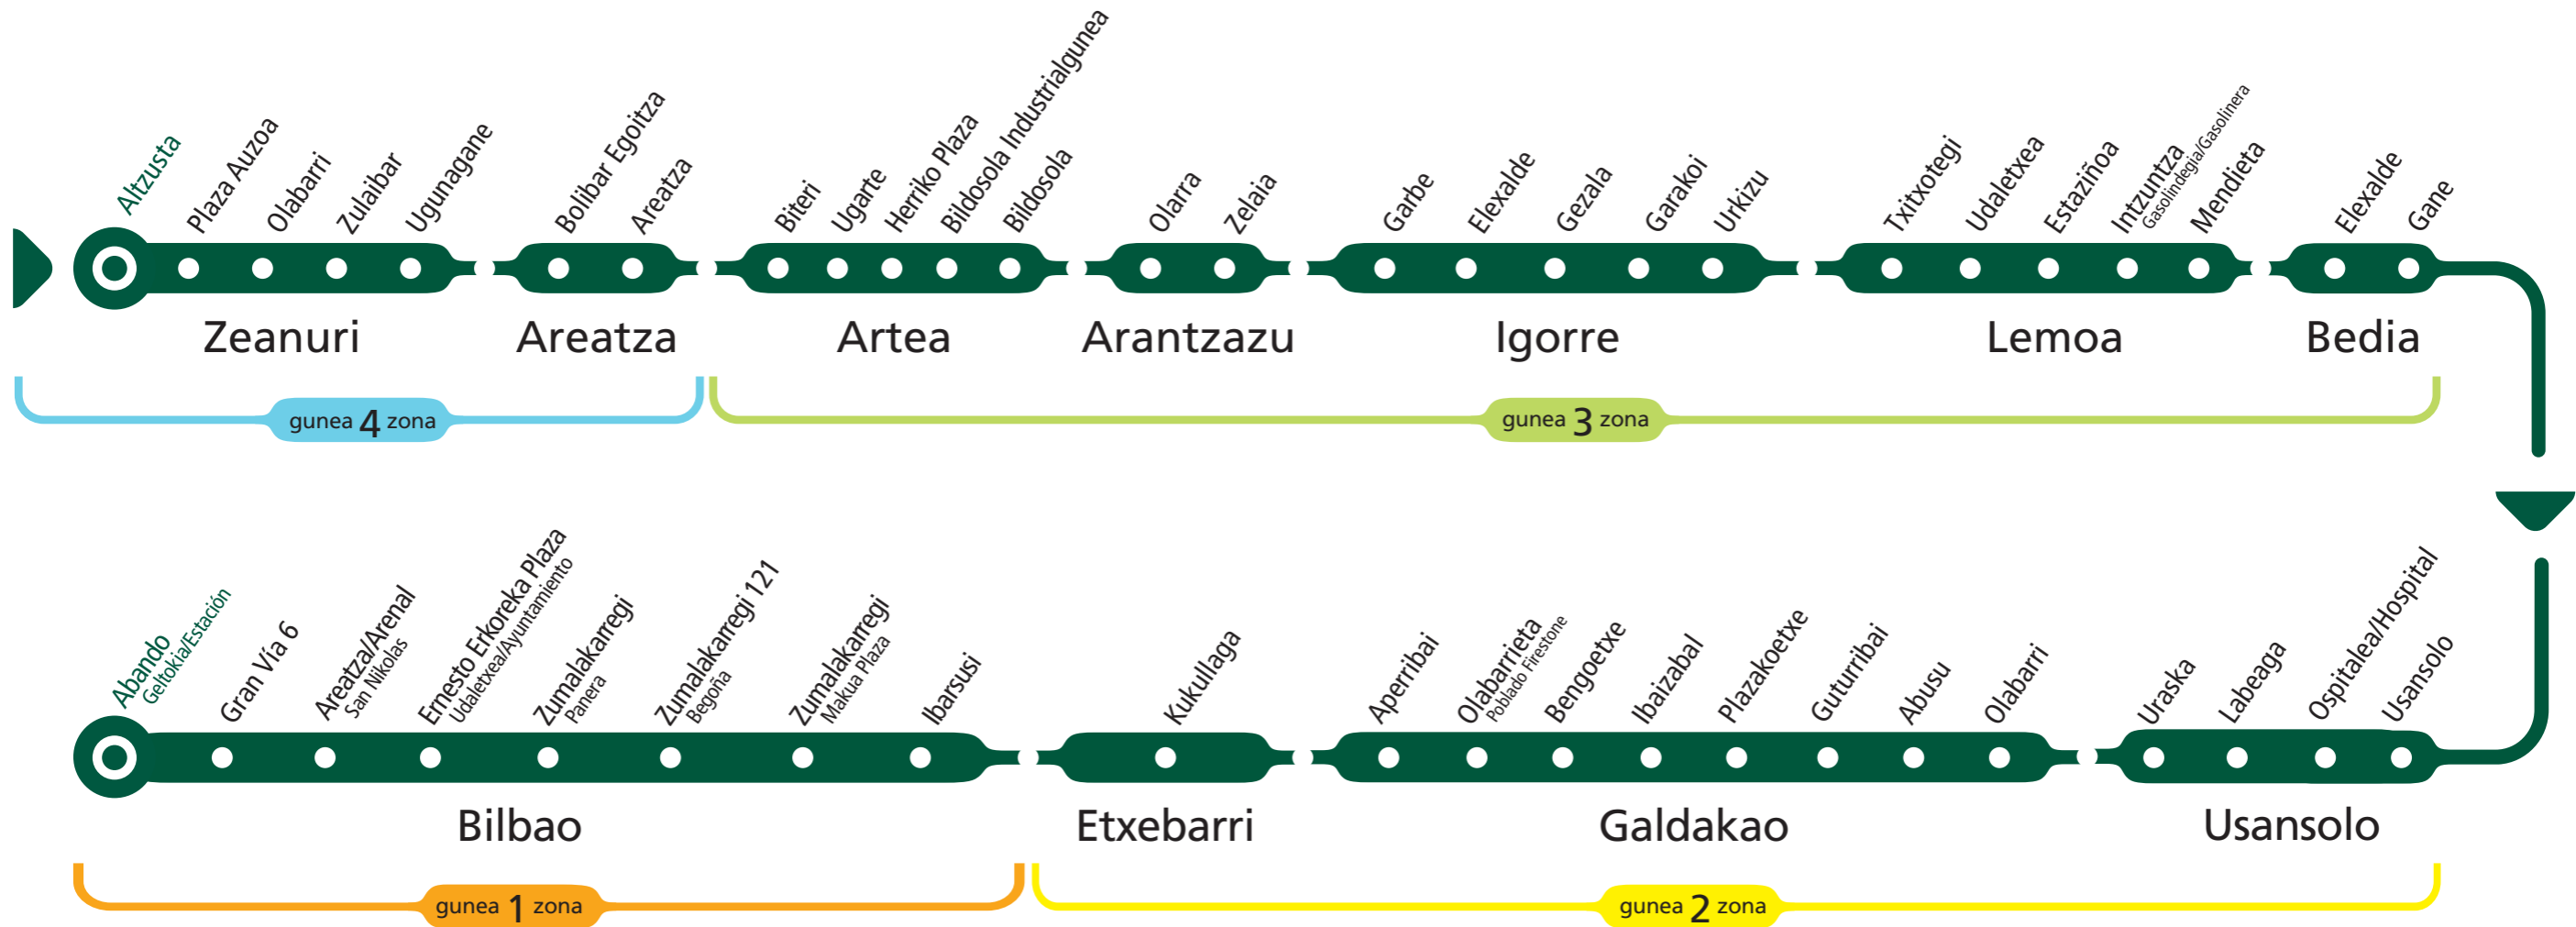 Altzusta
Plaza Auzoa
Olabarri
Zulaibar
Ugunagane
Bolilbar Egoitza
Areatza
Biteri
Ugarte
Herriko Plaza
Bildosola Industrialgunea
Bildosola
Olarra
Zelaia
Garbe
Elexalde
Gezala
Garakoi
Urkizu
Txitxotegi
Udaletxea
Estaziñoa
Intzuntza
Gasolindegia/Gasolinera
Mendieta
Elexalde
Gane
Zeanuri
Areatza
Artea
Arantzazu
Igorre
Lemoa
Bedia
gunea 4 zona
gunea 3 zona
Abando
Geltokia/Estación
Gran Vía 6
Areatza/Arenal
San Nikolas
Ernesto Erkoreka Plaza
Udaletxea/Ayuntamiento
Zumalakarregi
Panera
Zumalakarregi 121
Begoña
Zumalakarregi
Makua Plaza
Ibarsusi
Kukullaga
Aperribai
Olabarrieta
Poblado Firestone
Bengoetxe
Ibaizabal
Plazakoetxe
Guturribai
Abusu
Olabarri
Uraska
Labeaga
Ospitalea/Hospital
Usansolo
Bilbao
Etxebarri
Galdakao
Usansolo
gunea 1 zona
gunea 2 zona